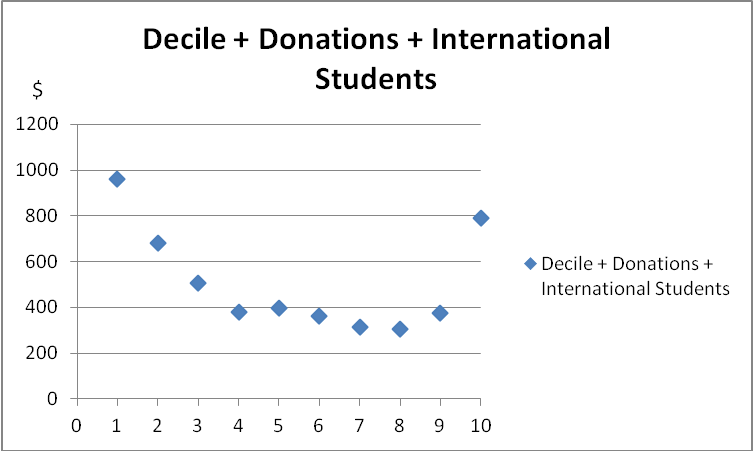 Decile + Donations + International
Students
$
1200
1000
800
600
400
200
0
0 1 2 3 4 5 6 7 8 9 10
Decile + Donations +
International Students